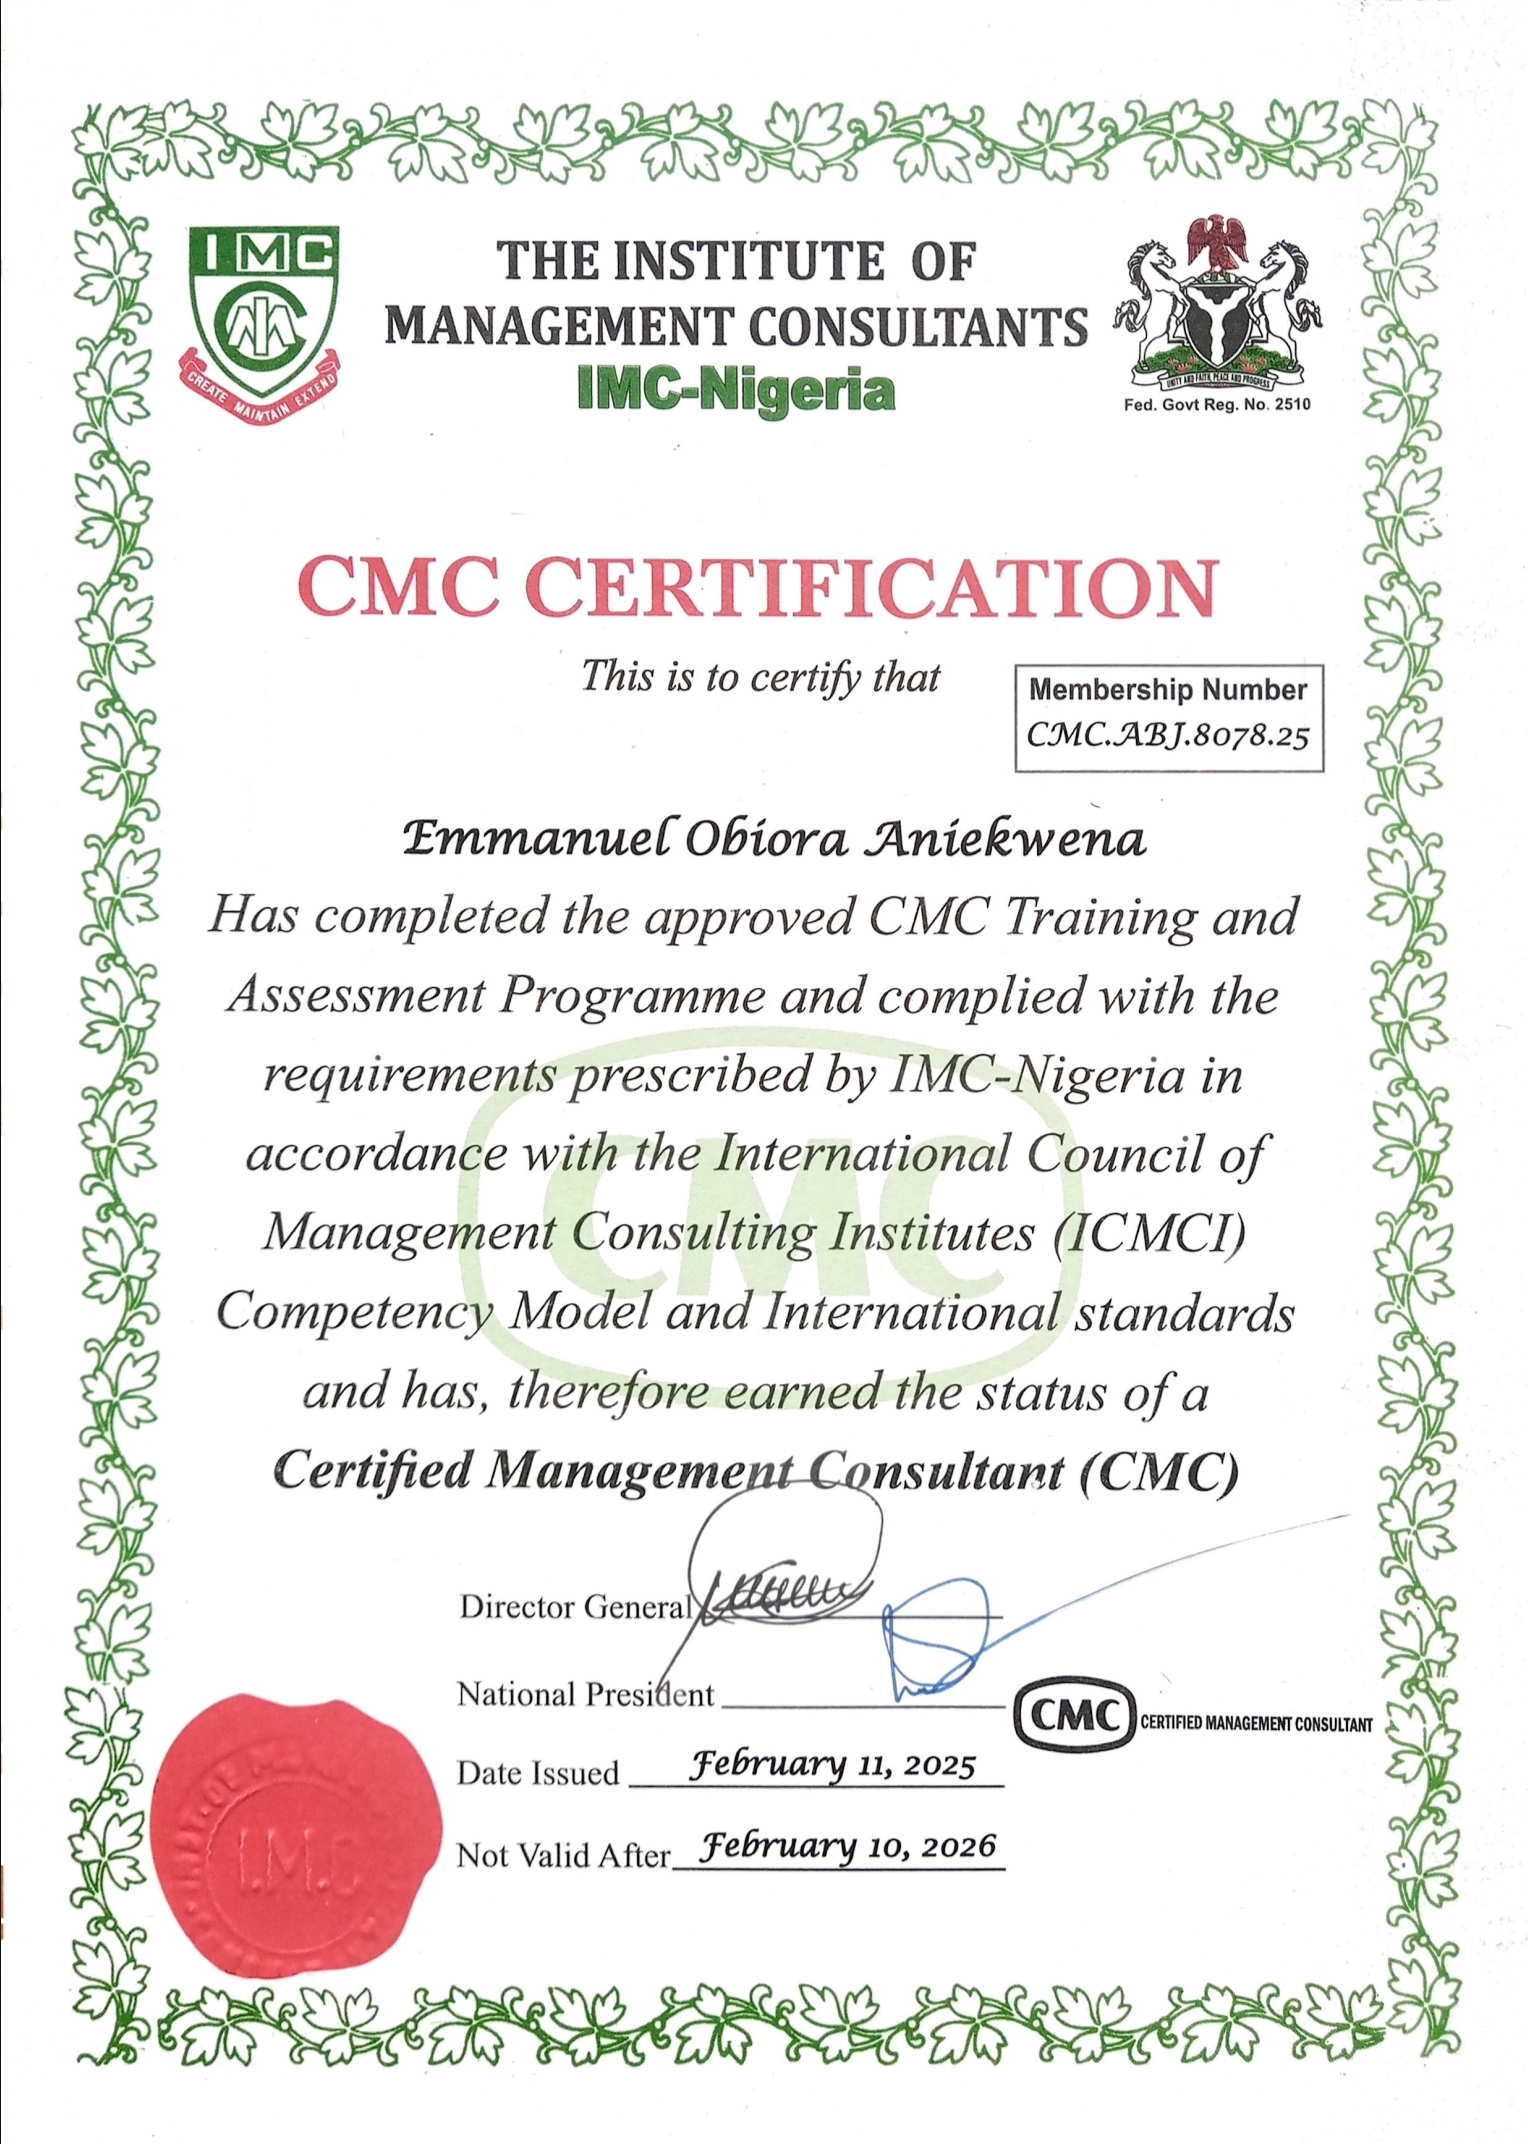 IMC
CREATE MAINTAIN EXTEND
THE INSTITUTE OF
MANAGEMENT CONSULTANTS
IMC-Nigeria
UNITY AND FAITH, PEACE AND PROGRESS
Fed. Govt Reg. No. 2510
CMC CERTIFICATION
This is to certify that
Membership Number
CMC.ABJ.8078.25
Emmanuel Obiora Aniekwena
Has completed the approved CMC Training and
Assessment Programme and complied with the
requirements prescribed by IMC-Nigeria in
accordance with the International Council of
Management Consulting Institutes (ICMCI)
Competency Model and International standards
and has, therefore earned the status of a
Certified Management Consultant (CMC)
CMC
Director General
National President
CMC CERTIFIED MANAGEMENT CONSULTANT
Date Issued February 11, 2025
Not Valid After February 10, 2026
I.M.C